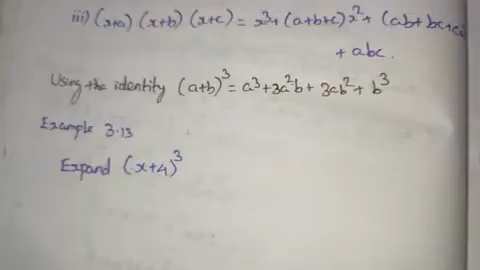 iii) (x+a) (x+b) (x+c) = x³+ (a+b+c) x²+ (ab+bc+c
+ abc.
Using the identity (a+b)³ = a³+3a²b+ 3ab²+ b³
Example 3.13
Expand (x+4)³